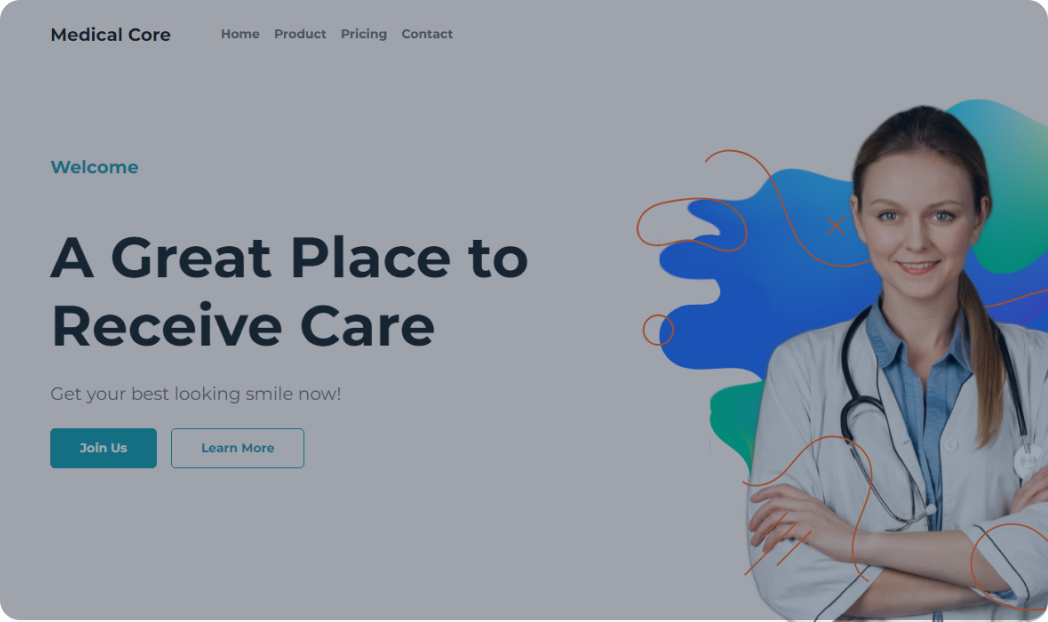 Medical Core
Home Product Pricing Contact
Welcome
A Great Place to
Receive Care
Get your best looking smile now!
Join Us
Learn More